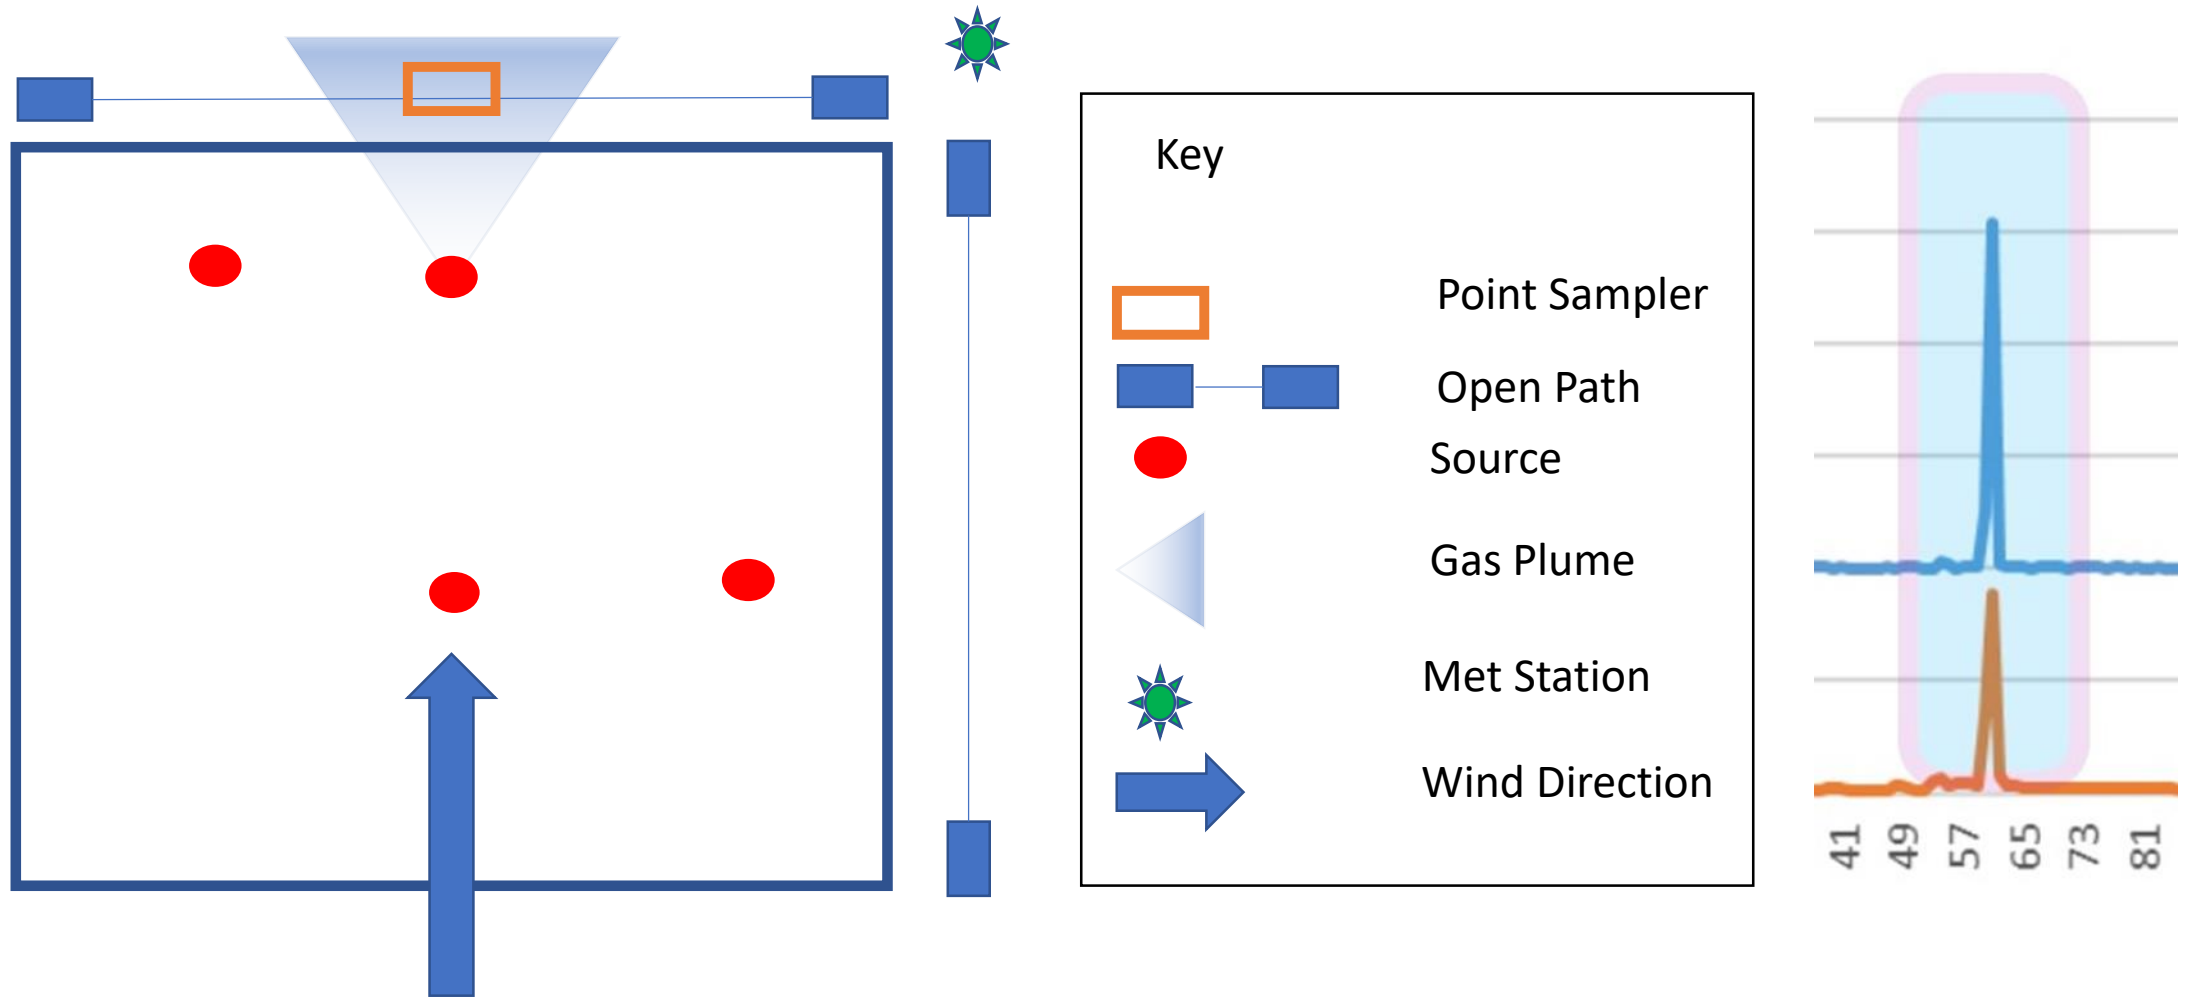 Key
Point Sampler
Open Path
Source
Gas Plume
Met Station
Wind Direction
41 49 57 65 73 81